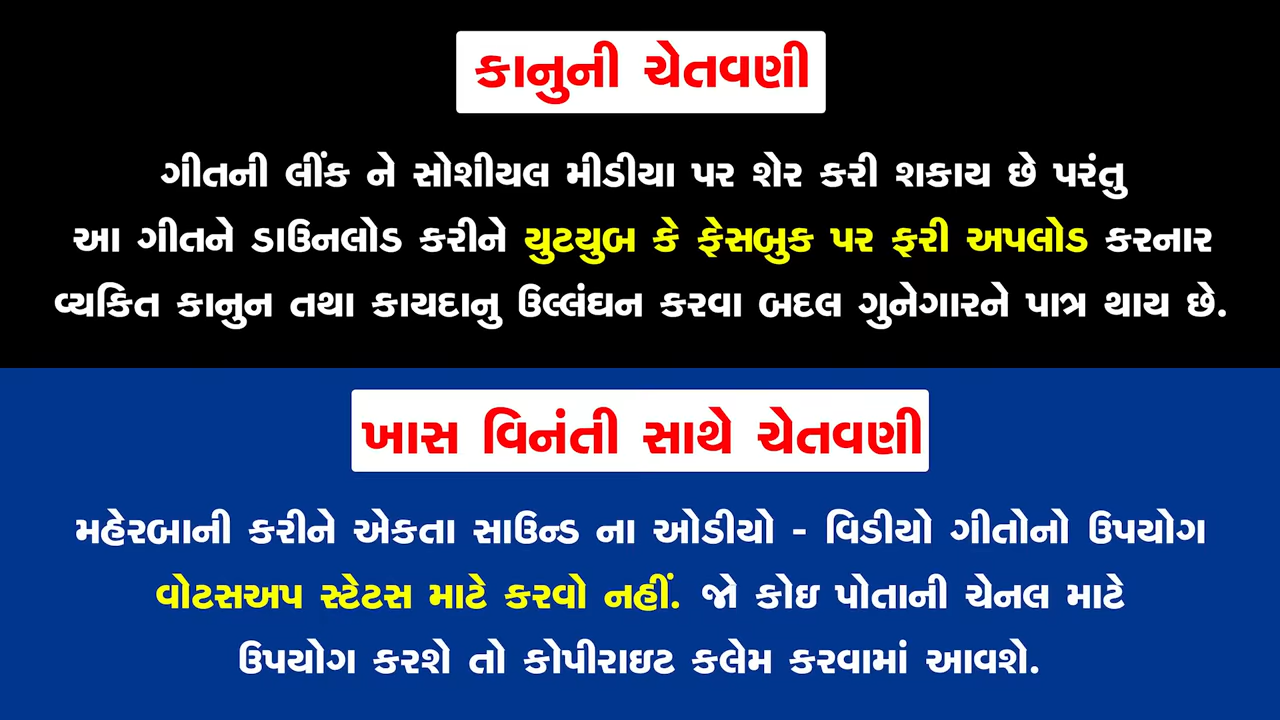 કાનુની ચેતવણી
ગીતની લીંક ને સોશીયલ મીડીયા પર શેર કરી શકાય છે પરંતુ
આ ગીતને ડાઉનલોડ કરીને યુટયુબ કે ફેસબુક પર ફરી અપલોડ કરનાર
વ્યકિત કાનુન તથા કાયદાનુ ઉલ્લંઘન કરવા બદલ ગુનેગારને પાત્ર થાય છે.
ખાસ વિનંતી સાથે ચેતવણી
મહેરબાની કરીને એકતા સાઉન્ડ ના ઓડીયો - વિડીયો ગીતોનો ઉપયોગ
વોટસઅપ સ્ટેટસ માટે કરવો નહીં. જો કોઇ પોતાની ચેનલ માટે
ઉપયોગ કરશે તો કોપીરાઇટ કલેમ કરવામાં આવશે.